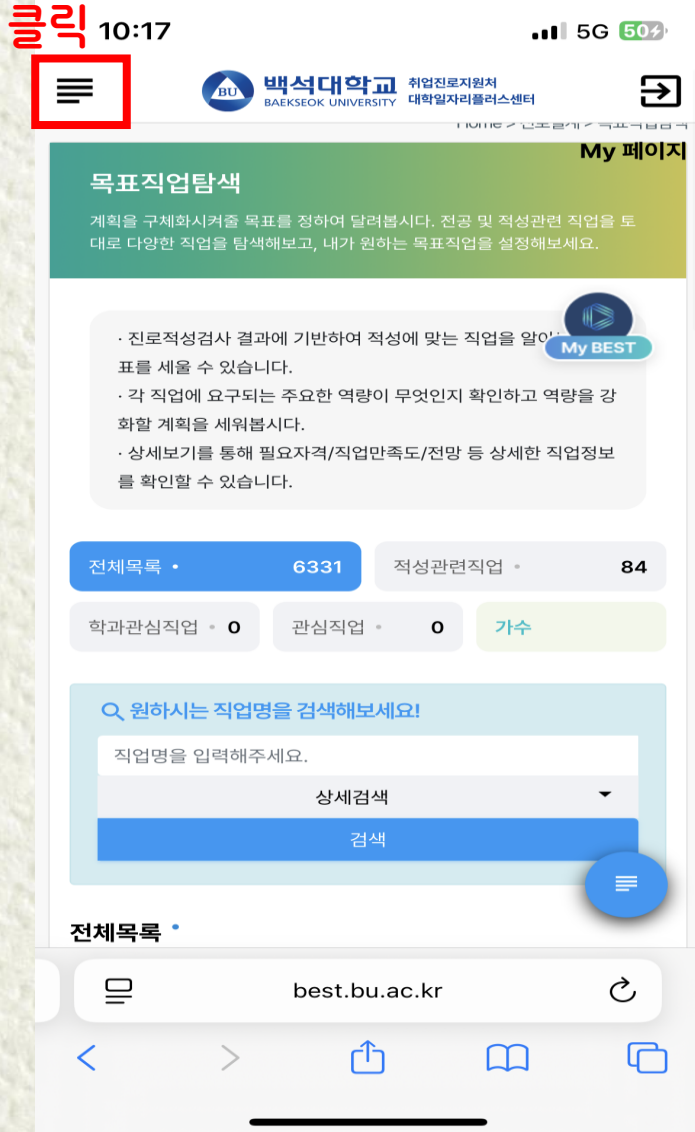 클릭
10:17
5G 50
BU 백석대학교 취업진로지원처
BAEKSEOK UNIVERSITY 대학일자리플러스센터
Home > 진로설계 > 목표직업탐색
My 페이지
목표직업탐색
계획을 구체화시켜줄 목표를 정하여 달려봅시다. 전공 및 적성관련 직업을 토
대로 다양한 직업을 탐색해보고, 내가 원하는 목표직업을 설정해보세요.
· 진로적성검사 결과에 기반하여 적성에 맞는 직업을 알아
My BEST
표를 세울 수 있습니다.
· 각 직업에 요구되는 주요한 역량이 무엇인지 확인하고 역량을 강
화할 계획을 세워봅시다.
· 상세보기를 통해 필요자격/직업만족도/전망 등 상세한 직업정보
를 확인할 수 있습니다.
전체목록 • 6331 적성관련직업 • 84
학과관심직업 • 0 관심직업 • 0 가수
원하시는 직업명을 검색해보세요!
직업명을 입력해주세요.
상세검색
검색
전체목록 •
best.bu.ac.kr